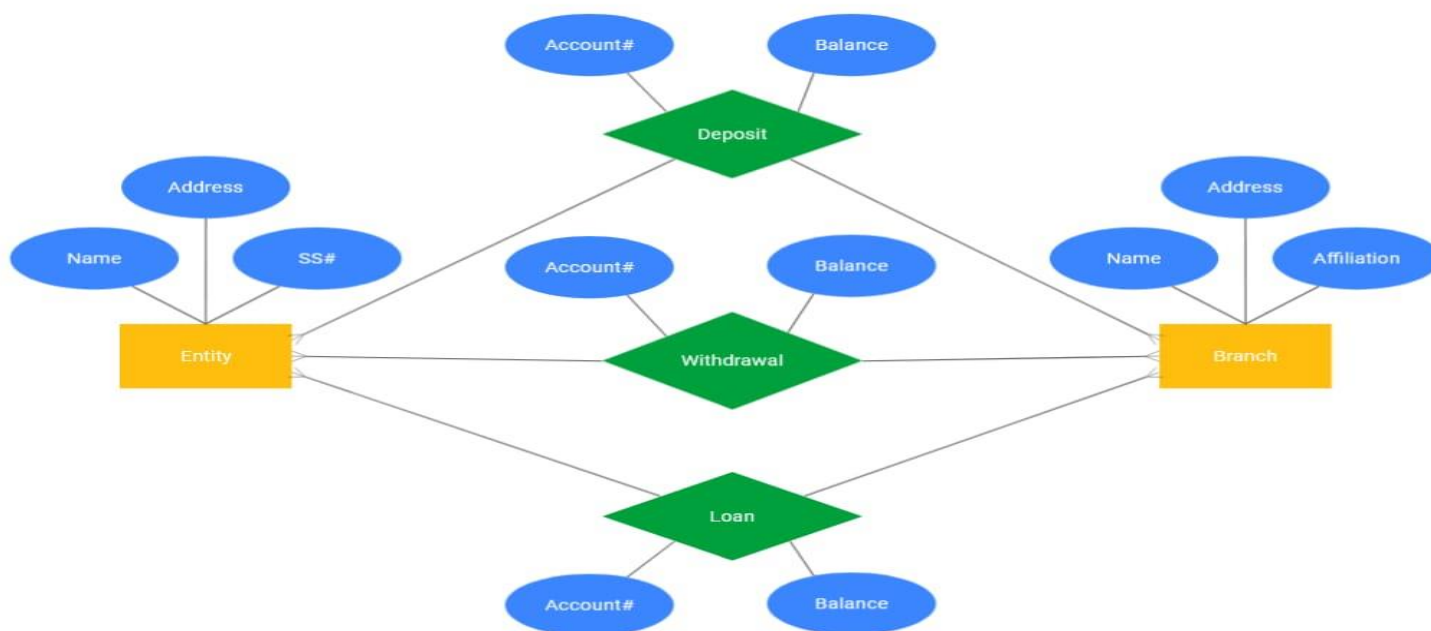 Account#
Balance
Deposit
Address
Name
SS#
Account#
Balance
Address
Name
Affiliation
Entity
Withdrawal
Branch
Loan
Account#
Balance